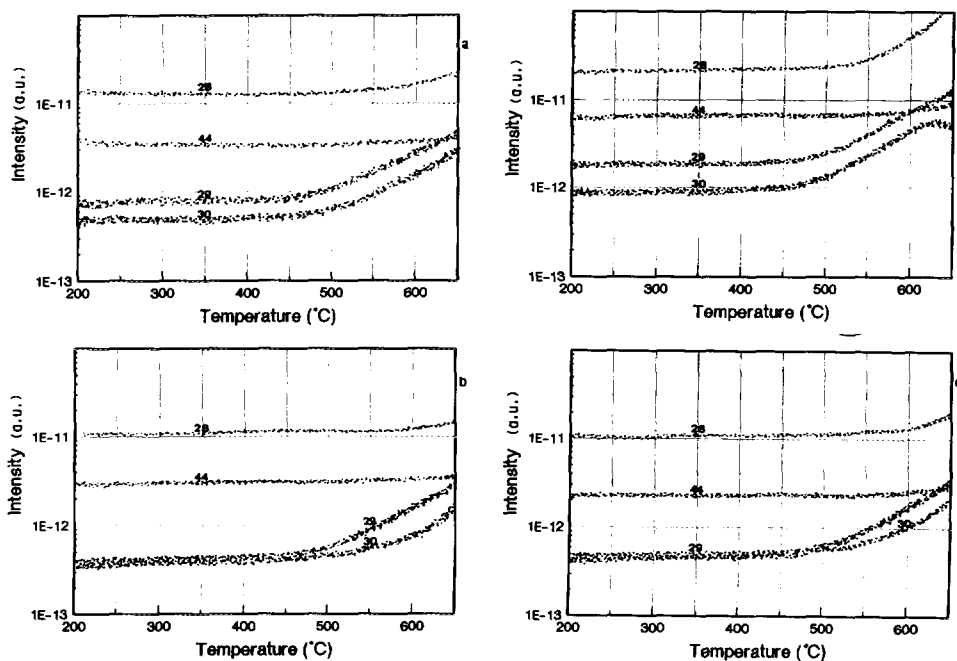 a
28
44
29
30
1E-11
1E-12
1E-13
Intensity (a.u.)
200 300 400 500 600
Temperature (°C)
28
44
29
30
1E-11
1E-12
1E-13
Intensity (a.u.)
200 300 400 500 600
Temperature (°C)
b
28
44
29
30
1E-11
1E-12
1E-13
Intensity (a.u.)
200 300 400 500 600
Temperature (°C)
28
44
29
30
1E-11
1E-12
1E-13
Intensity (a.u.)
200 300 400 500 600
Temperature (°C)